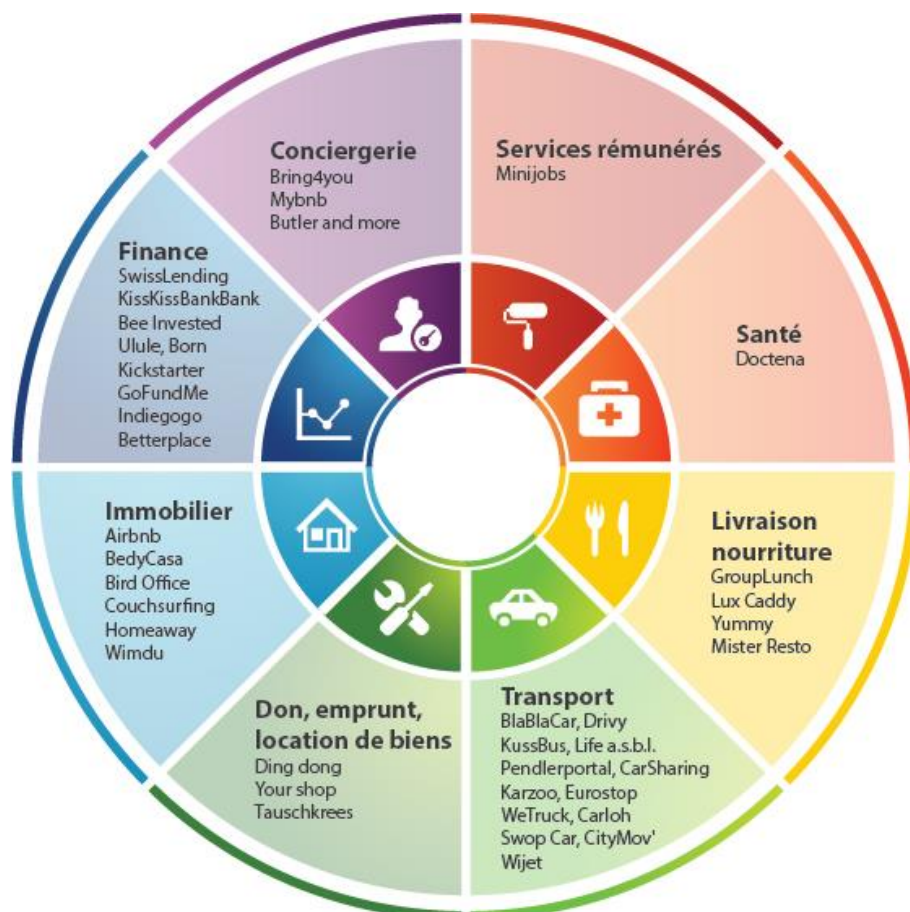 Conciergerie
Bring4you
Mybnb
Butler and more
Services rémunérés
Minijobs
Santé
Doctena
Livraison
nourriture
GroupLunch
Lux Caddy
Yummy
Mister Resto
Transport
BlaBlaCar, Drivy
KussBus, Life a.s.b.l.
Pendlerportal, CarSharing
Karzoo, Eurostop
WeTruck, Carloh
Swop Car, CityMov'
Wijet
Don, emprunt,
location de biens
Ding dong
Your shop
Tauschkrees
Immobilier
Airbnb
BedyCasa
Bird Office
Couchsurfing
Homeaway
Wimdu
Finance
SwissLending
KissKissBankBank
Bee Invested
Ulule, Born
Kickstarter
GoFundMe
Indiegogo
Betterplace